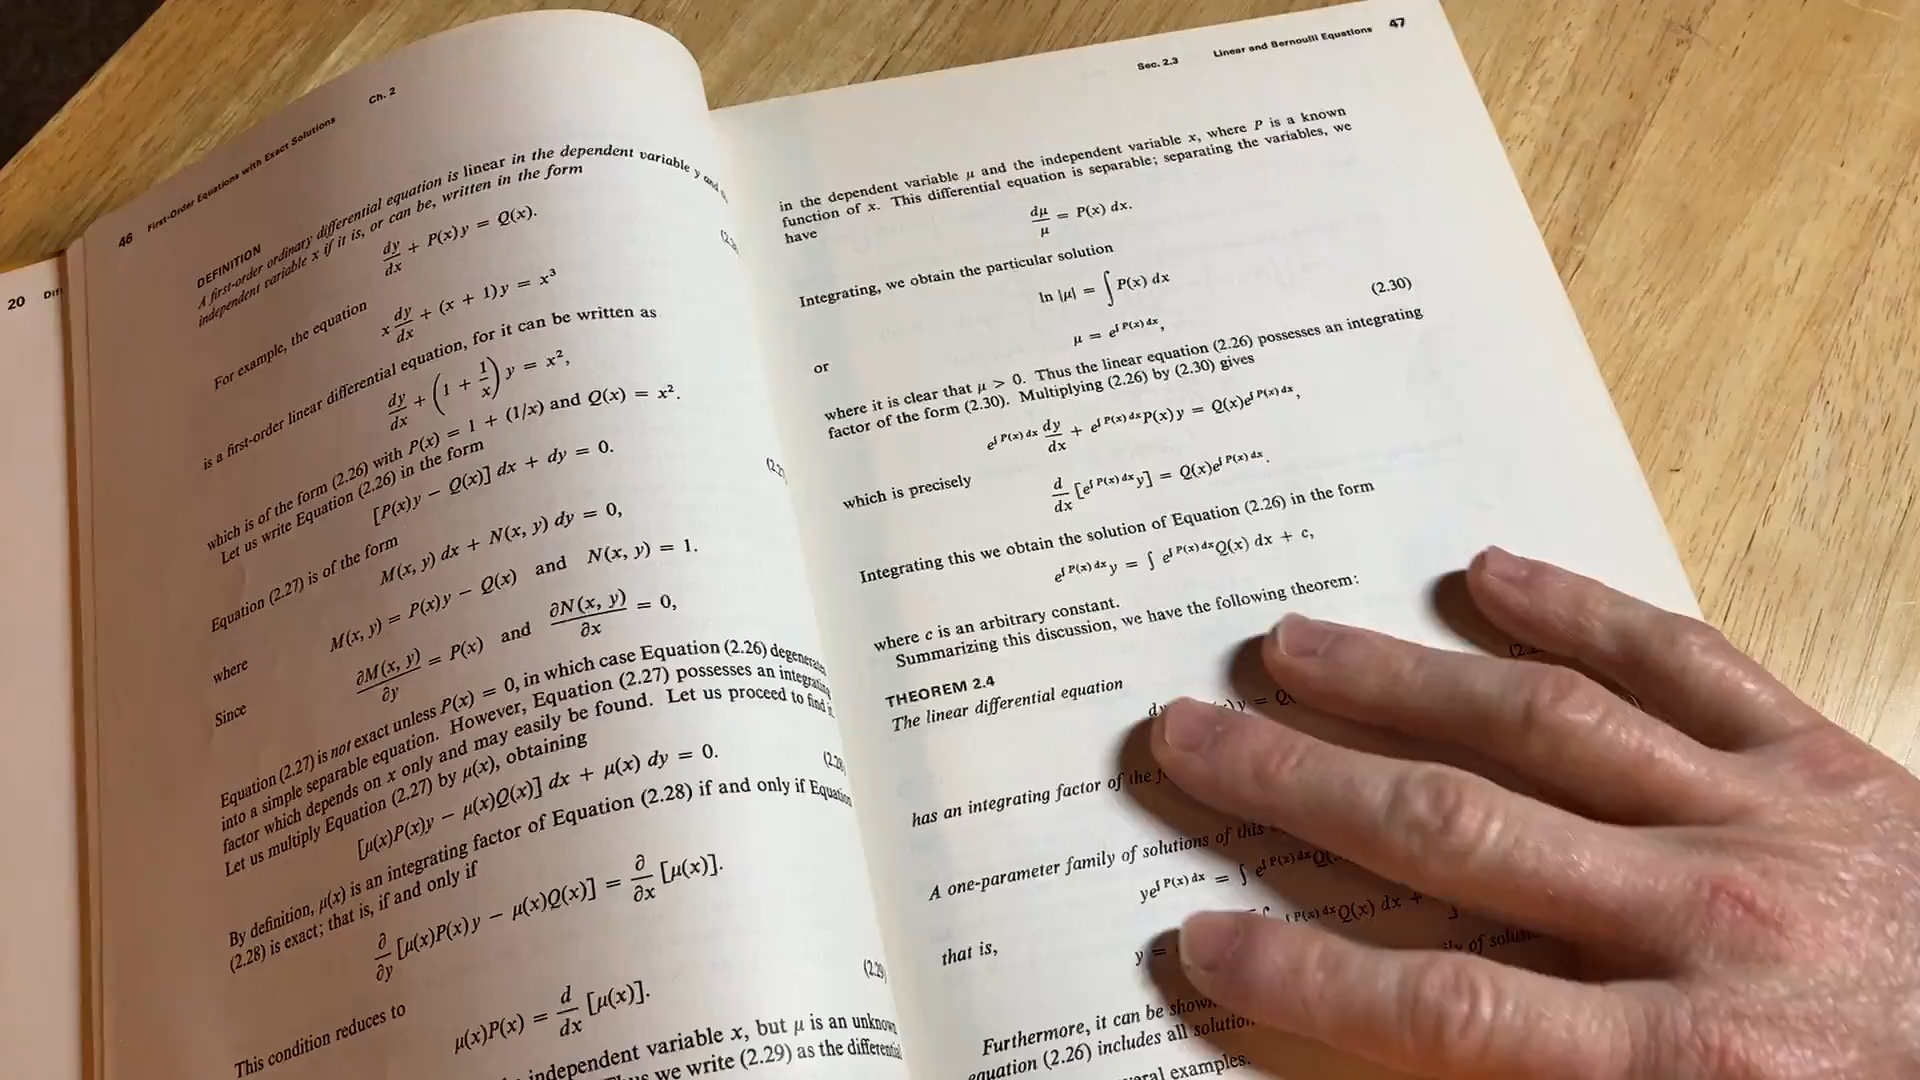 20
46 First-Order Equations with Exact Solutions Ch. 2
DEFINITION
A first-order ordinary differential equation is linear in the dependent variable y and
independent variable x if it is, or can be, written in the form
dy/dx + P(x)y = Q(x).
For example, the equation
x dy/dx + (x + 1)y = x³
is a first-order linear differential equation, for it can be written as
dy/dx + (1 + 1/x) y = x²,
which is of the form (2.26) with P(x) = 1 + (1/x) and Q(x) = x².
Let us write Equation (2.26) in the form
[P(x)y − Q(x)] dx + dy = 0.
Equation (2.27) is of the form
M(x, y) dx + N(x, y) dy = 0,
where
M(x, y) = P(x)y − Q(x) and N(x, y) = 1.
Since
∂M(x, y)/∂y = P(x) and ∂N(x, y)/∂x = 0,
Equation (2.27) is not exact unless P(x) = 0, in which case Equation (2.26) degenerates
into a simple separable equation. However, Equation (2.27) possesses an integrating
factor which depends on x only and may easily be found. Let us proceed to find it.
Let us multiply Equation (2.27) by μ(x), obtaining
[μ(x)P(x)y − μ(x)Q(x)] dx + μ(x) dy = 0.
By definition, μ(x) is an integrating factor of Equation (2.28) if and only if Equation
(2.28) is exact; that is, if and only if
∂/∂y [μ(x)P(x)y − μ(x)Q(x)] = ∂/∂x [μ(x)].
This condition reduces to
μ(x)P(x) = d/dx [μ(x)]. (2.29)
independent variable x, but μ is an unknown
we write (2.29) as the differential
Sec. 2.3 Linear and Bernoulli Equations 47
in the dependent variable μ and the independent variable x, where P is a known
function of x. This differential equation is separable; separating the variables, we
have
dμ/μ = P(x) dx.
Integrating, we obtain the particular solution
ln |μ| = ∫ P(x) dx
or
μ = e^∫ P(x) dx, (2.30)
where it is clear that μ > 0. Thus the linear equation (2.26) possesses an integrating
factor of the form (2.30). Multiplying (2.26) by (2.30) gives
e^∫ P(x) dx dy/dx + e^∫ P(x) dx P(x)y = Q(x)e^∫ P(x) dx,
which is precisely
d/dx [e^∫ P(x) dx y] = Q(x)e^∫ P(x) dx.
Integrating this we obtain the solution of Equation (2.26) in the form
e^∫ P(x) dx y = ∫ e^∫ P(x) dx Q(x) dx + c,
where c is an arbitrary constant.
Summarizing this discussion, we have the following theorem:
THEOREM 2.4
The linear differential equation
)y = Q(
has an integrating factor of the
A one-parameter family of solutions of this
ye^∫ P(x) dx = ∫ e^∫ P(x) dx Q(
that is,
y = P(x) dx Q(x) dx +
of
Furthermore, it can be
equation (2.26) includes all
examples.